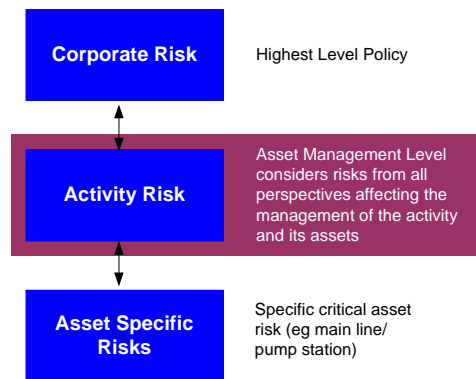 Corporate Risk
Highest Level Policy
Activity Risk
Asset Management Level
considers risks from all
perspectives affecting the
management of the activity
and its assets
Asset Specific
Risks
Specific critical asset
risk (eg main line/
pump station)